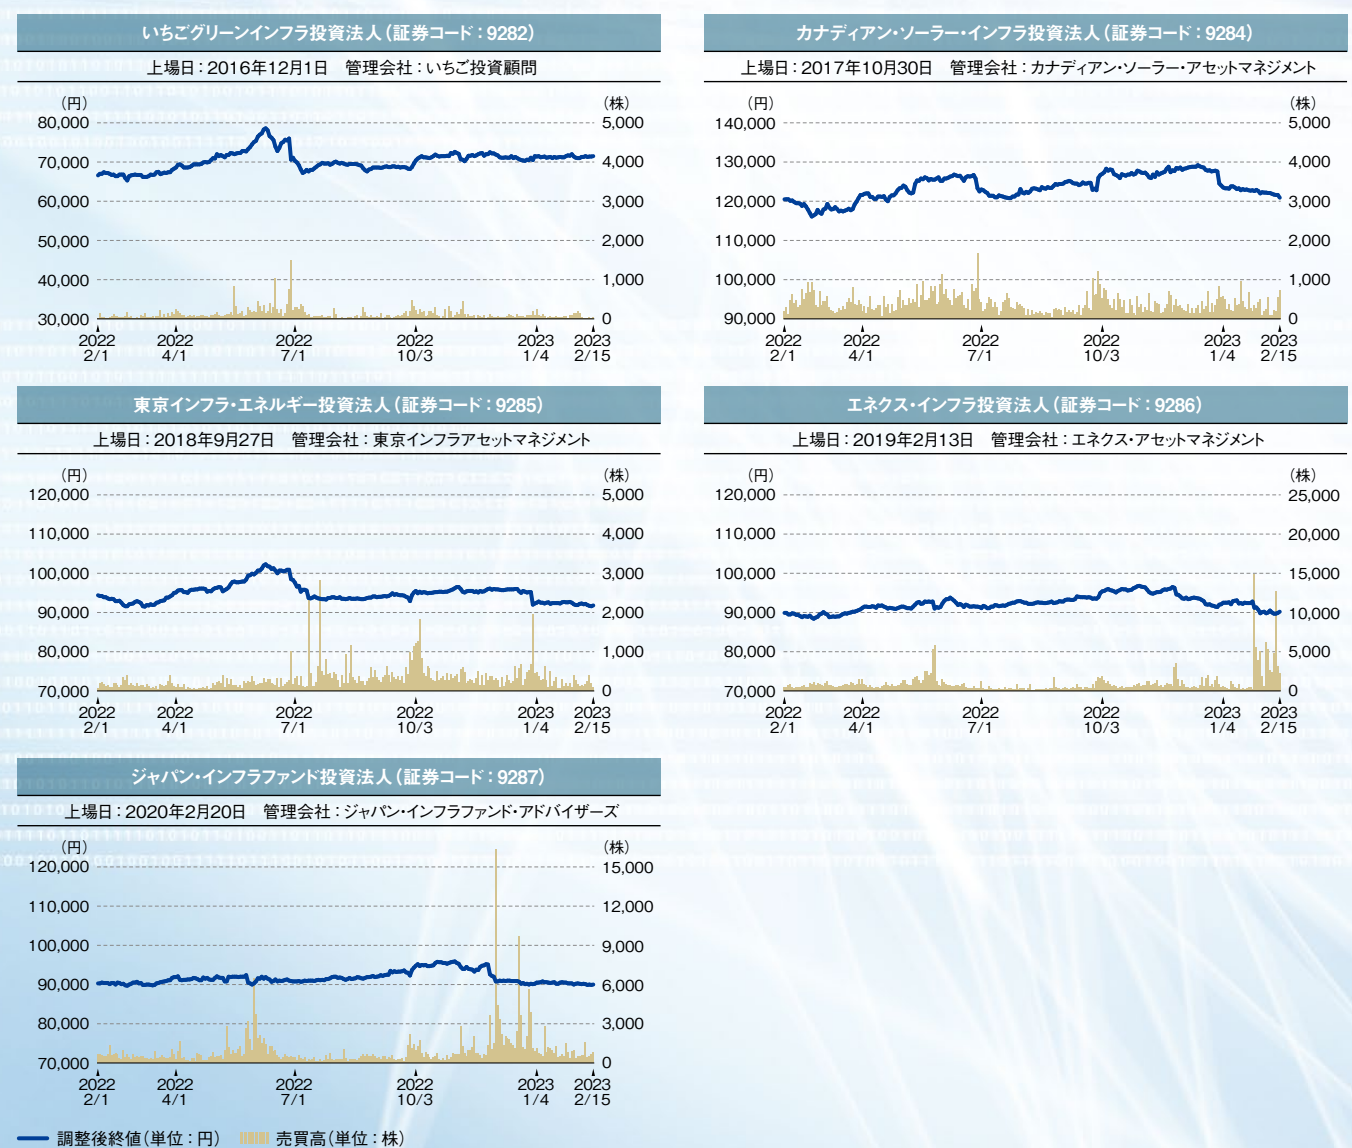 いちごグリーンインフラ投資法人（証券コード：9282）
上場日：2016年12月1日　管理会社：いちご投資顧問
（円）　（株）
80,000　5,000
70,000　4,000
60,000　3,000
50,000　2,000
40,000　1,000
30,000　0
2022　2022　2022　2022　2023　2023
2/1　4/1　7/1　10/3　1/4　2/15
カナディアン・ソーラー・インフラ投資法人（証券コード：9284）
上場日：2017年10月30日　管理会社：カナディアン・ソーラー・アセットマネジメント
（円）　（株）
140,000　5,000
130,000　4,000
120,000　3,000
110,000　2,000
100,000　1,000
90,000　0
2022　2022　2022　2022　2023　2023
2/1　4/1　7/1　10/3　1/4　2/15
東京インフラ・エネルギー投資法人（証券コード：9285）
上場日：2018年9月27日　管理会社：東京インフラアセットマネジメント
（円）　（株）
120,000　5,000
110,000　4,000
100,000　3,000
90,000　2,000
80,000　1,000
70,000　0
2022　2022　2022　2022　2023　2023
2/1　4/1　7/1　10/3　1/4　2/15
エネクス・インフラ投資法人（証券コード：9286）
上場日：2019年2月13日　管理会社：エネクス・アセットマネジメント
（円）　（株）
120,000　25,000
110,000　20,000
100,000　15,000
90,000　10,000
80,000　5,000
70,000　0
2022　2022　2022　2022　2023　2023
2/1　4/1　7/1　10/3　1/4　2/15
ジャパン・インフラファンド投資法人（証券コード：9287）
上場日：2020年2月20日　管理会社：ジャパン・インフラファンド・アドバイザーズ
（円）　（株）
120,000　15,000
110,000　12,000
100,000　9,000
90,000　6,000
80,000　3,000
70,000　0
2022　2022　2022　2022　2023　2023
2/1　4/1　7/1　10/3　1/4　2/15
調整後終値（単位：円）　売買高（単位：株）